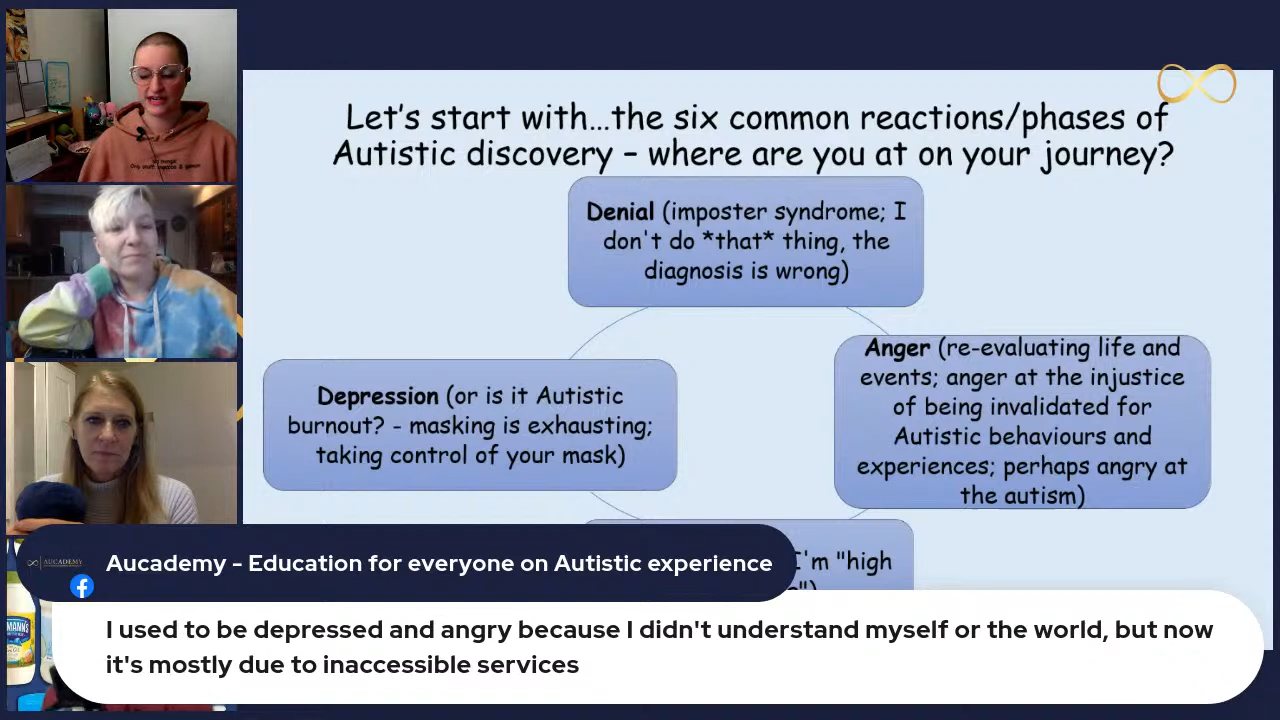 Let's start with...the six common reactions/phases of
Autistic discovery – where are you at on your journey?
Denial (imposter syndrome; I
don't do *that* thing, the
diagnosis is wrong)
Anger (re-evaluating life and
events; anger at the injustice
of being invalidated for
Autistic behaviours and
experiences; perhaps angry at
the autism)
Depression (or is it Autistic
burnout? - masking is exhausting;
taking control of your mask)
I'm "high
AUCADEMY
Aucademy - Education for everyone on Autistic experience
I used to be depressed and angry because I didn't understand myself or the world, but now
it's mostly due to inaccessible services